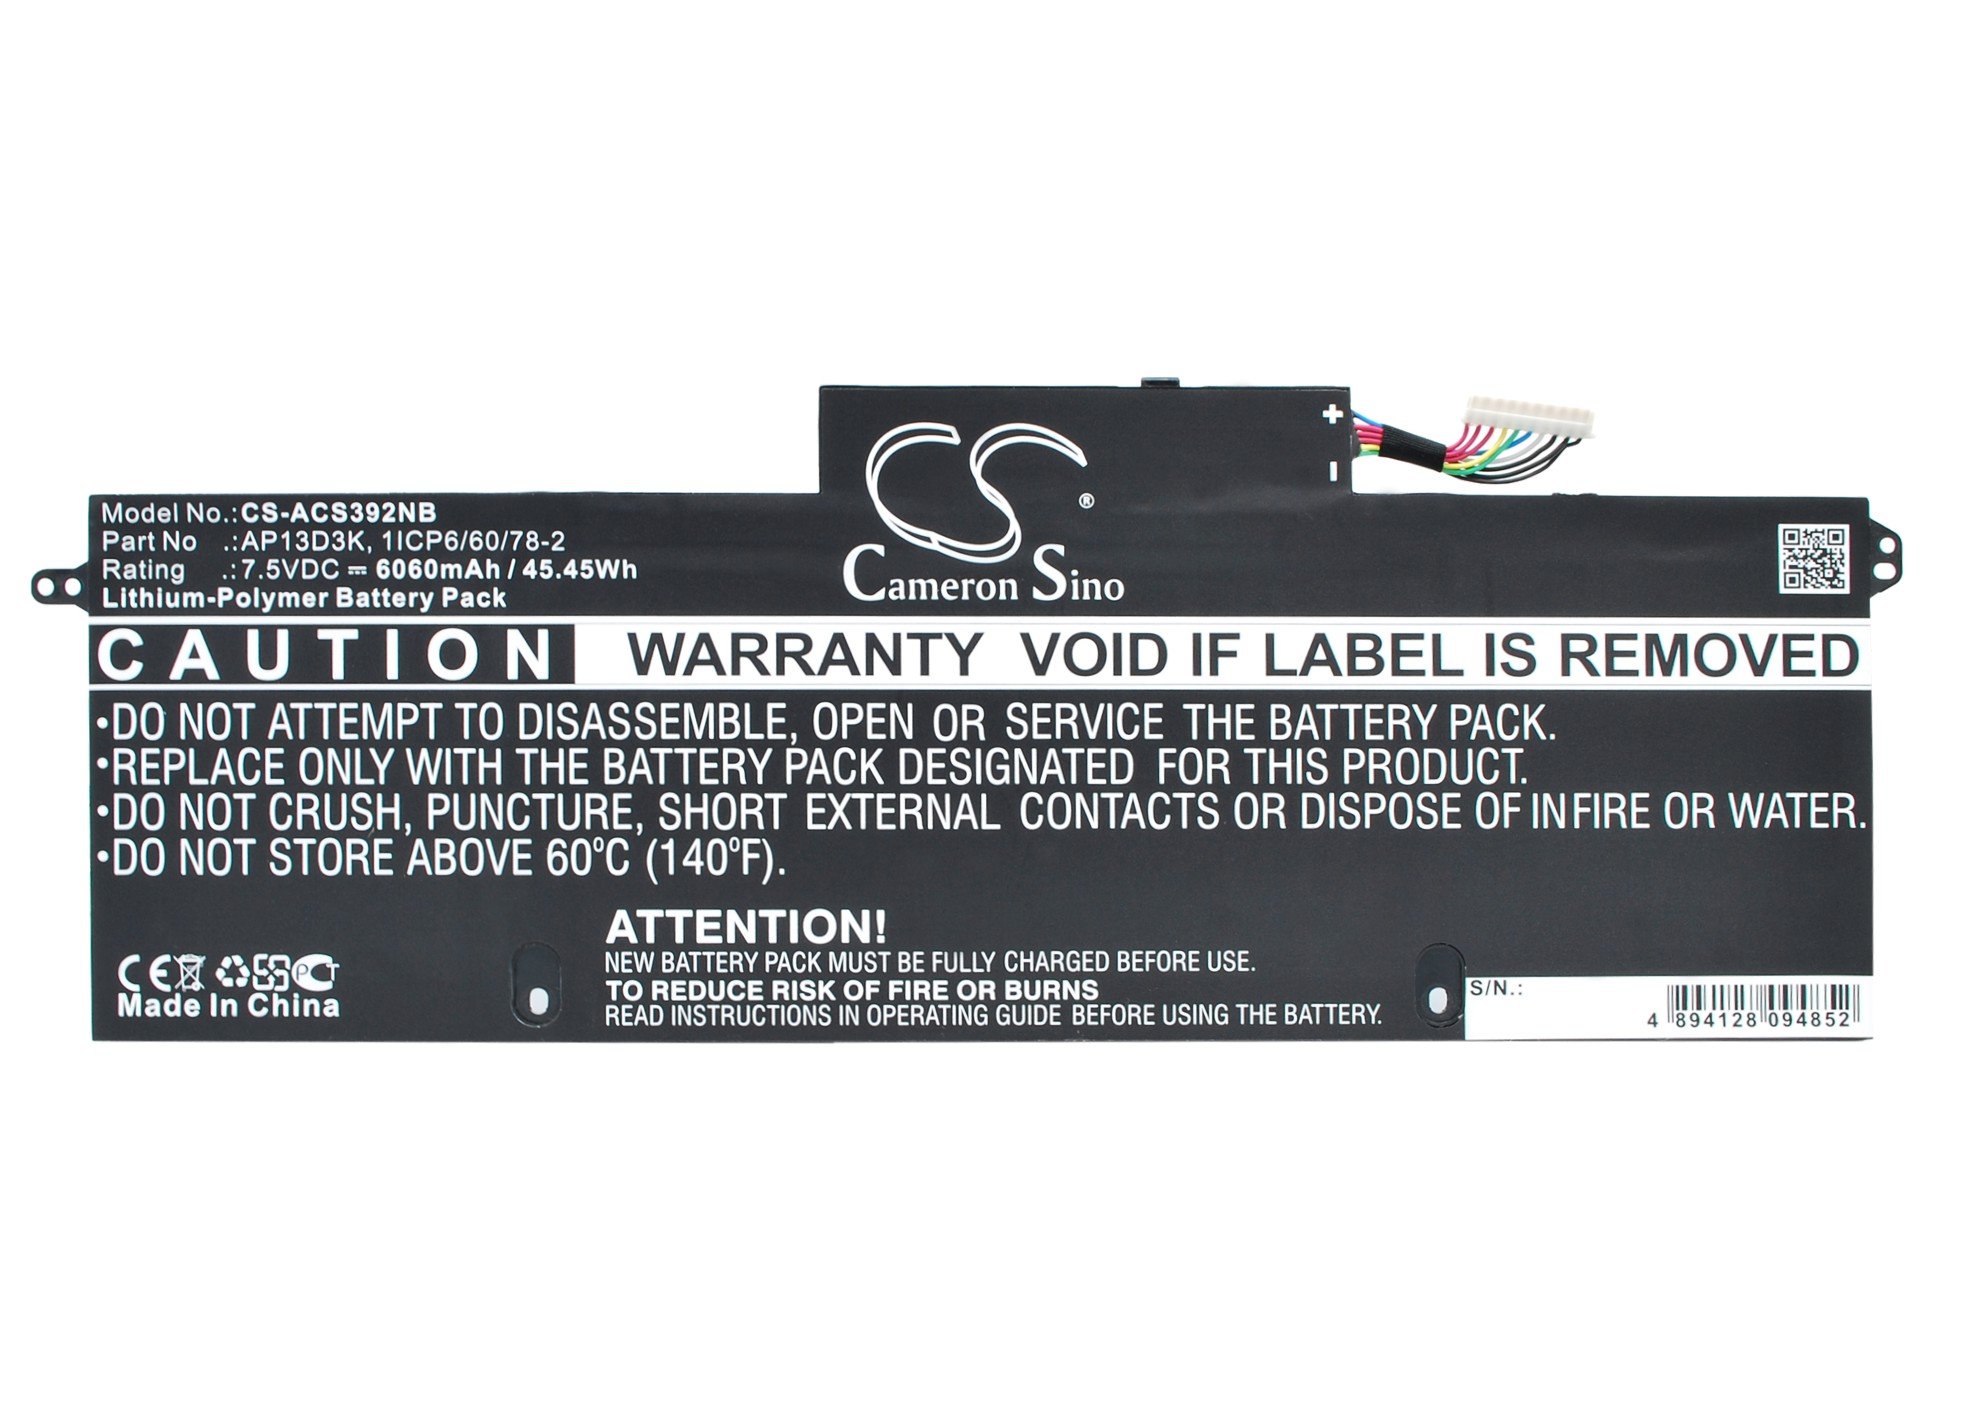 +
-
CS®
Cameron Sino
Model No.:CS-ACS392NB
Part No .:AP13D3K, 1ICP6/60/78-2
Rating .:7.5VDC ⎓ 6060mAh / 45.45Wh
Lithium-Polymer Battery Pack
CAUTION WARRANTY VOID IF LABEL IS REMOVED
•DO NOT ATTEMPT TO DISASSEMBLE, OPEN OR SERVICE THE BATTERY PACK.
•REPLACE ONLY WITH THE BATTERY PACK DESIGNATED FOR THIS PRODUCT.
•DO NOT CRUSH, PUNCTURE, SHORT EXTERNAL CONTACTS OR DISPOSE OF IN FIRE OR WATER.
•DO NOT STORE ABOVE 60°C (140°F).
CE PCT
Made In China
ATTENTION!
NEW BATTERY PACK MUST BE FULLY CHARGED BEFORE USE.
TO REDUCE RISK OF FIRE OR BURNS
READ INSTRUCTIONS IN OPERATING GUIDE BEFORE USING THE BATTERY.
S/N.:
4 894128 094852